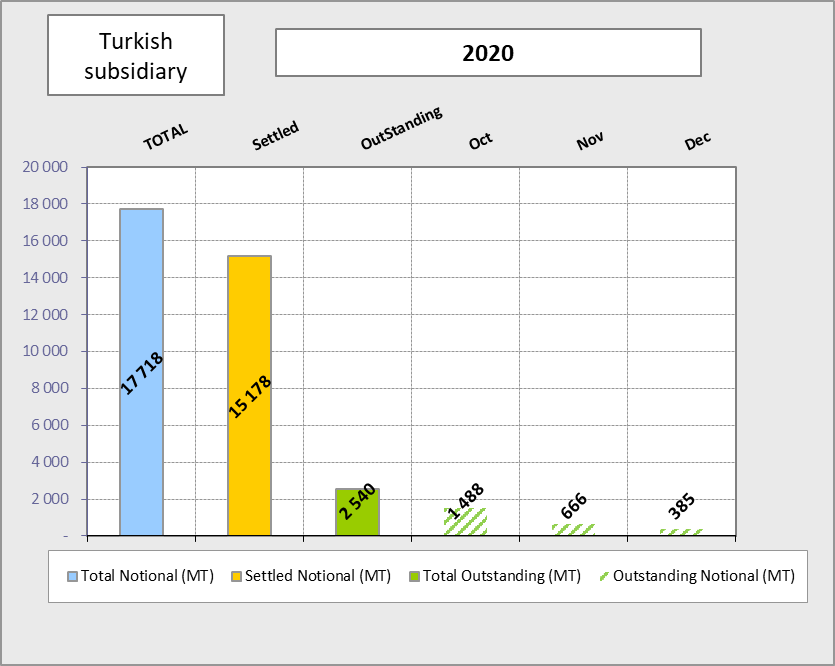 Turkish
subsidiary
2020
TOTAL
Settled
OutStanding
Oct
Nov
Dec
20 000
18 000
16 000
14 000
12 000
10 000
8 000
6 000
4 000
2 000
-
17 718
15 178
2 540
1 488
666
385
Total Notional (MT)
Settled Notional (MT)
Total Outstanding (MT)
Outstanding Notional (MT)